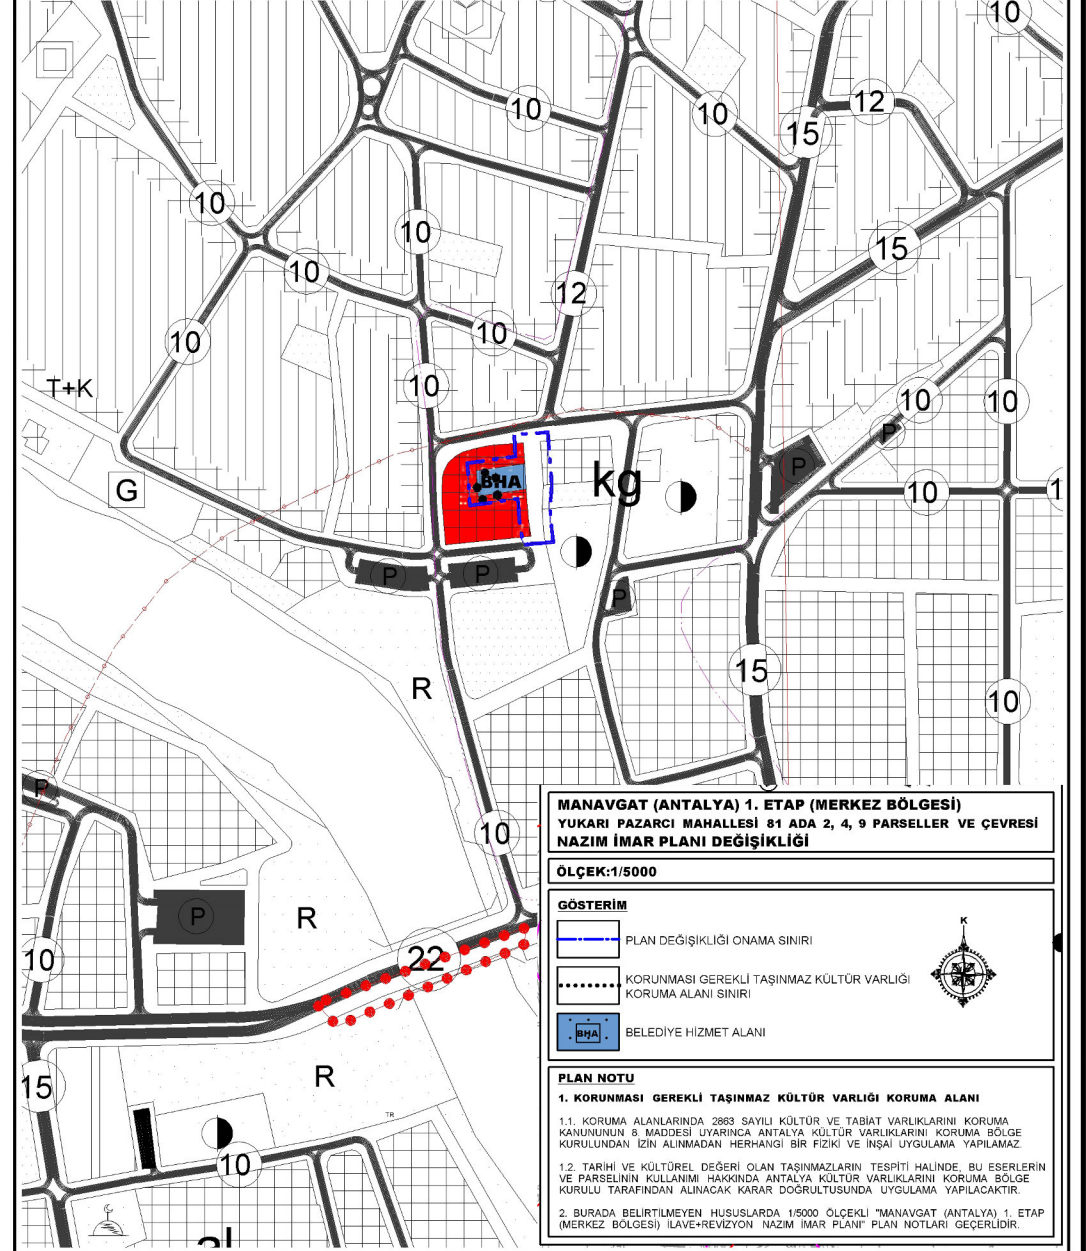 10
10
10
12
15
10
10
15
10
12
10
10
T+K
10
10
10
P
P
kg
G
BHA
10
1
P
P
P
R
15
10
P
10
MANAVGAT (ANTALYA) 1. ETAP (MERKEZ BÖLGESİ)
YUKARI PAZARCI MAHALLESİ 81 ADA 2, 4, 9 PARSELLER VE ÇEVRESİ
NAZIM İMAR PLANI DEĞİŞİKLİĞİ
ÖLÇEK:1/5000
GÖSTERİM
PLAN DEĞİŞİKLİĞİ ONAMA SINIRI
KORUNMASI GEREKLİ TAŞINMAZ KÜLTÜR VARLIĞI
KORUMA ALANI SINIRI
BHA BELEDİYE HİZMET ALANI
K
P
R
22
10
R
15
TR
10
al
PLAN NOTU
1. KORUNMASI GEREKLİ TAŞINMAZ KÜLTÜR VARLIĞI KORUMA ALANI
1.1. KORUMA ALANLARINDA 2863 SAYILI KÜLTÜR VE TABİAT VARLIKLARINI KORUMA
KANUNUNUN 8. MADDESİ UYARINCA ANTALYA KÜLTÜR VARLIKLARINI KORUMA BÖLGE
KURULUNDAN İZİN ALINMADAN HERHANGİ BİR FİZİKİ VE İNŞAİ UYGULAMA YAPILAMAZ.
1.2. TARİHİ VE KÜLTÜREL DEĞERİ OLAN TAŞINMAZLARIN TESPİTİ HALİNDE, BU ESERLERİN
VE PARSELİNİN KULLANIMI HAKKINDA ANTALYA KÜLTÜR VARLIKLARINI KORUMA BÖLGE
KURULU TARAFINDAN ALINACAK KARAR DOĞRULTUSUNDA UYGULAMA YAPILACAKTIR.
2. BURADA BELİRTİLMEYEN HUSUSLARDA 1/5000 ÖLÇEKLİ "MANAVGAT (ANTALYA) 1. ETAP
(MERKEZ BÖLGESİ) İLAVE+REVİZYON NAZIM İMAR PLANI" PLAN NOTLARI GEÇERLİDİR.